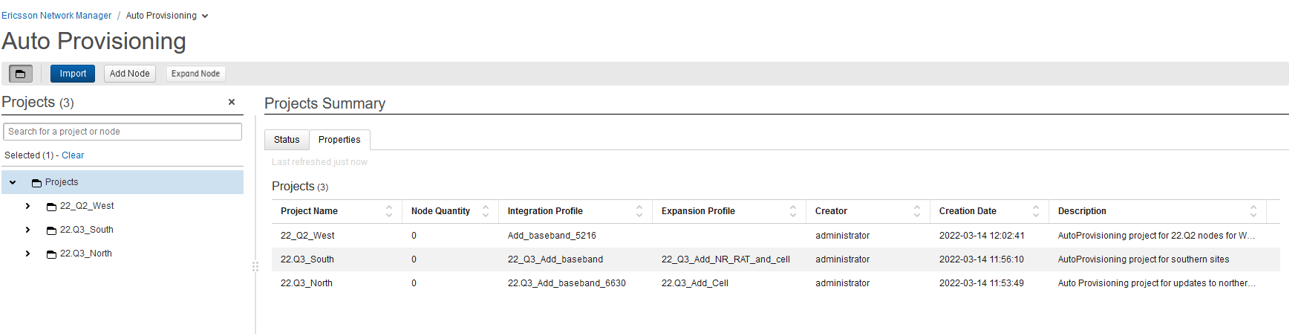 Ericsson Network Manager / Auto Provisioning
Auto Provisioning
Import Add Node Expand Node
Projects (3)
Search for a project or node
Selected (1) - Clear
Projects
22_Q2_West
22.Q3_South
22.Q3_North
Projects Summary
Status Properties
Last refreshed just now
Projects (3)
Project Name Node Quantity Integration Profile Expansion Profile Creator Creation Date Description
22_Q2_West 0 Add_baseband_5216 administrator 2022-03-14 12:02:41 AutoProvisioning project for 22.Q2 nodes for W...
22.Q3_South 0 22_Q3_Add_baseband 22_Q3_Add_NR_RAT_and_cell administrator 2022-03-14 11:56:10 AutoProvisioning project for southern sites
22.Q3_North 0 22.Q3_Add_baseband_6630 22.Q3_Add_Cell administrator 2022-03-14 11:53:49 Auto Provisioning project for updates to norther...